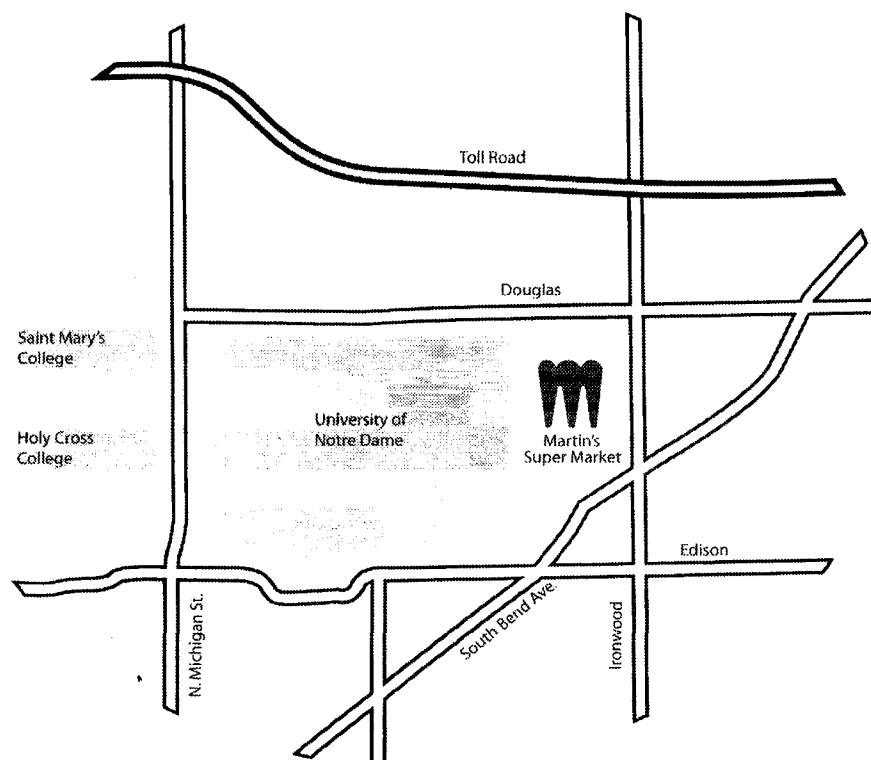 Toll Road
Douglas
Saint Mary's
College
University of
Notre Dame
Holy Cross
College
Martin's
Super Market
Edison
N. Michigan St.
South Bend Ave.
Ironwood